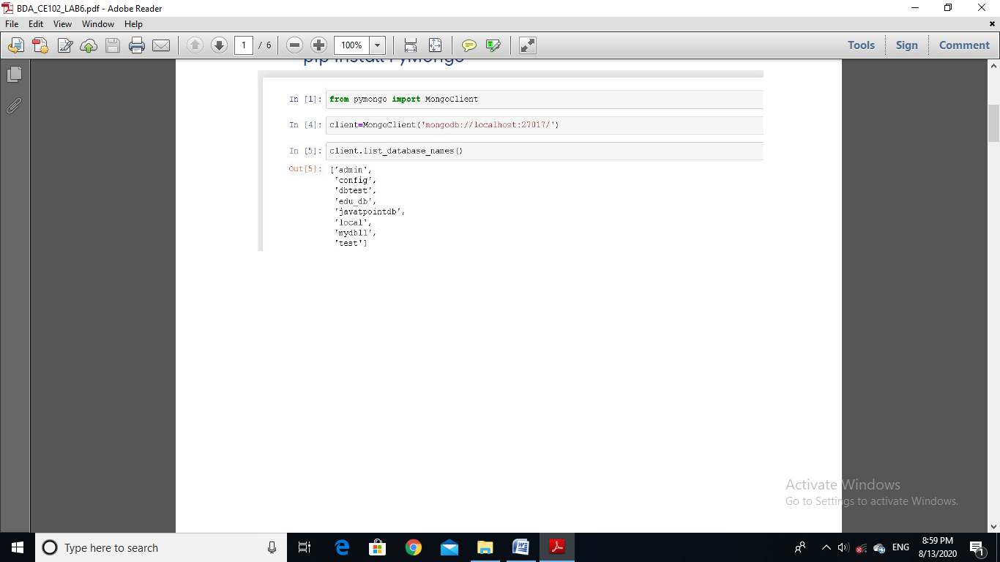 BDA_CE102_LAB6.pdf - Adobe Reader
File Edit View Window Help
1 / 6 100% Tools Sign Comment
pip install PyMongo
In [1]: from pymongo import MongoClient
In [4]: client=MongoClient('mongodb://localhost:27017/')
In [5]: client.list_database_names()
Out[5]: ['admin',
'config',
'dbtest',
'edu_db',
'javatpointdb',
'local',
'mydb11',
'test']
Activate Windows
Go to Settings to activate Windows.
Type here to search
ENG
8:59 PM
8/13/2020
1